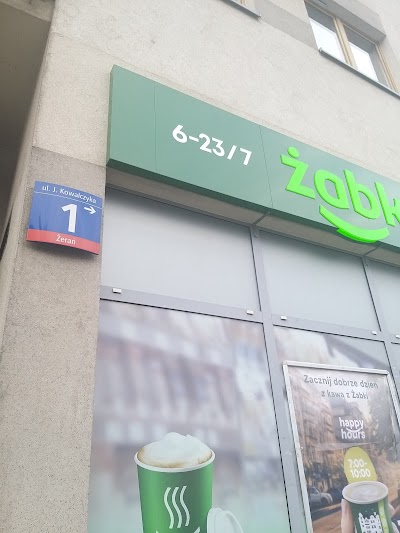 6-23/7
żabk
ul. J. Kowalczyka
1→
Żerań
Zacznij dobrze dzień
z kawą z Żabki
happy
hours
7:00-
10:00